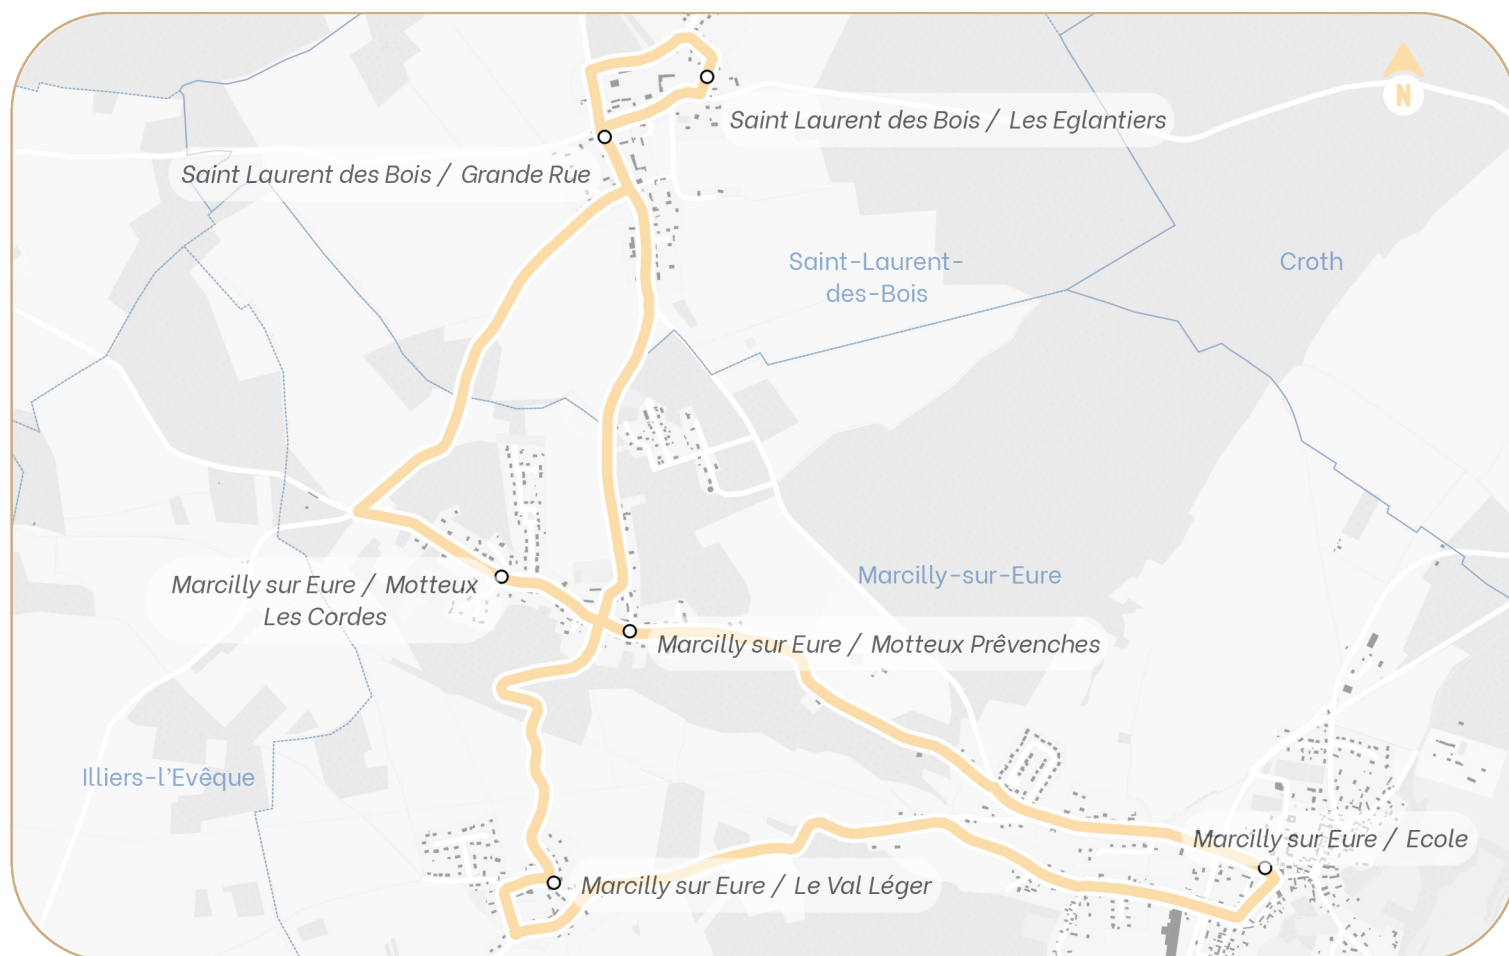 N
Saint Laurent des Bois / Les Eglantiers
Saint Laurent des Bois / Grande Rue
Saint-Laurent-
des-Bois
Croth
Marcilly-sur-Eure
Marcilly sur Eure / Motteux
Les Cordes
Marcilly sur Eure / Motteux Prêvenches
Illiers-l'Evêque
Marcilly sur Eure / Ecole
Marcilly sur Eure / Le Val Léger